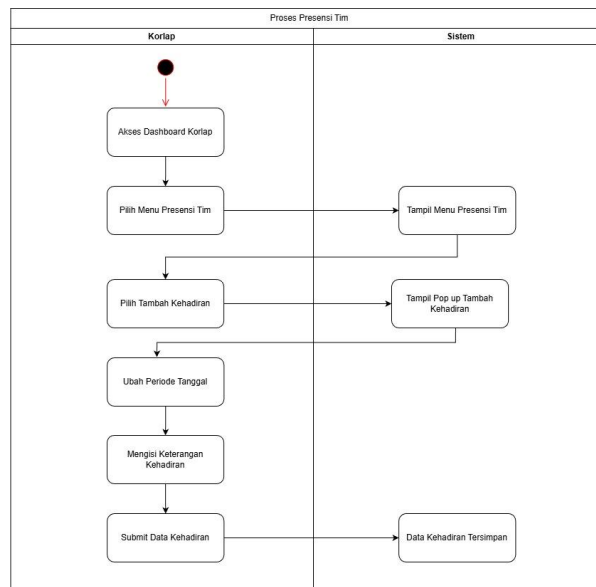 Proses Presensi Tim
Korlap
Sistem
Akses Dashboard Korlap
Pilih Menu Presensi Tim
Tampil Menu Presensi Tim
Pilih Tambah Kehadiran
Tampil Pop up Tambah
Kehadiran
Ubah Periode Tanggal
Mengisi Keterangan
Kehadiran
Submit Data Kehadiran
Data Kehadiran Tersimpan